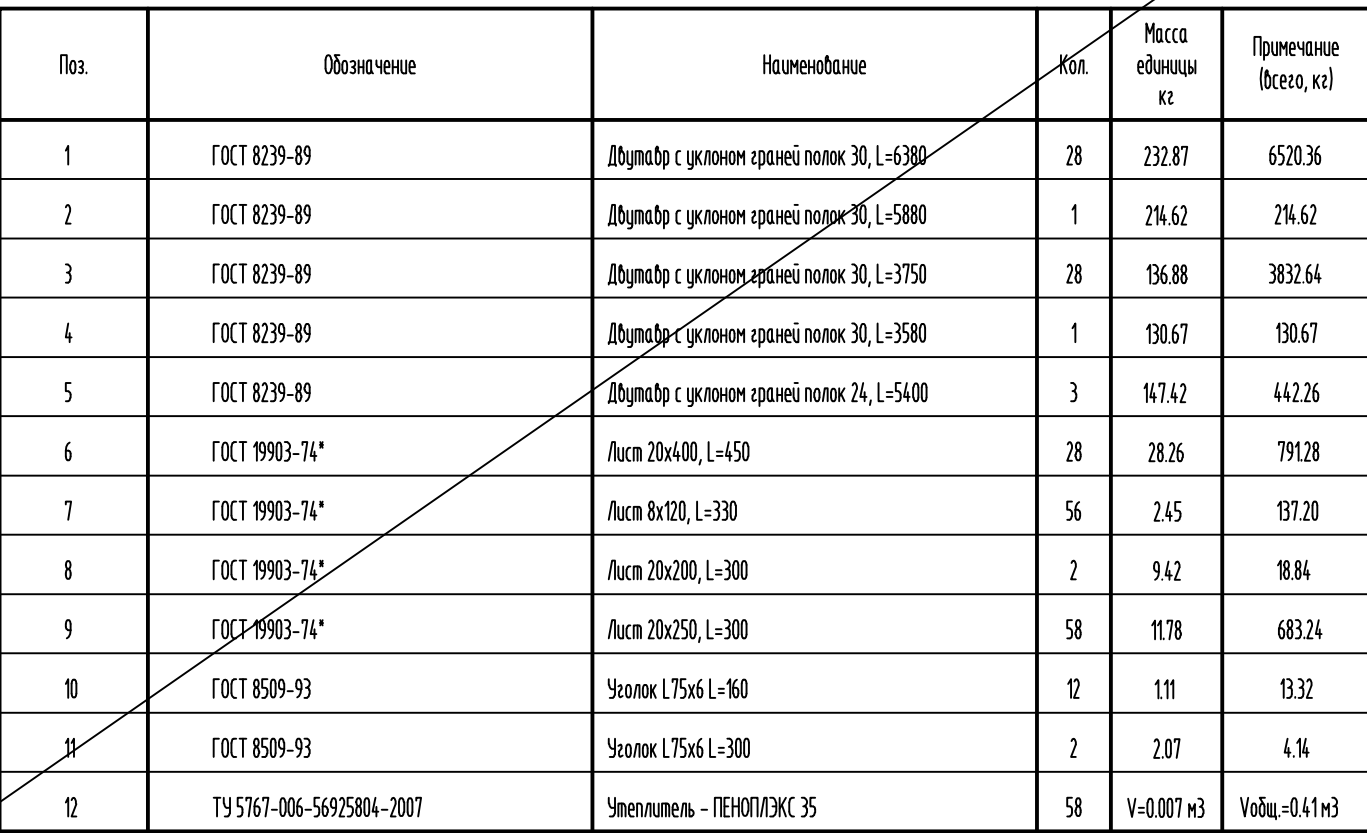 Поз. Обозначение Наименование Кол. Масса единицы кг Примечание (всего, кг)
1 ГОСТ 8239-89 Двутавр с уклоном граней полок 30, L=6380 28 232.87 6520.36
2 ГОСТ 8239-89 Двутавр с уклоном граней полок 30, L=5880 1 214.62 214.62
3 ГОСТ 8239-89 Двутавр с уклоном граней полок 30, L=3750 28 136.88 3832.64
4 ГОСТ 8239-89 Двутавр с уклоном граней полок 30, L=3580 1 130.67 130.67
5 ГОСТ 8239-89 Двутавр с уклоном граней полок 24, L=5400 3 147.42 442.26
6 ГОСТ 19903-74* Лист 20х400, L=450 28 28.26 791.28
7 ГОСТ 19903-74* Лист 8х120, L=330 56 2.45 137.20
8 ГОСТ 19903-74* Лист 20х200, L=300 2 9.42 18.84
9 ГОСТ 19903-74* Лист 20х250, L=300 58 11.78 683.24
10 ГОСТ 8509-93 Уголок L75х6 L=160 12 1.11 13.32
11 ГОСТ 8509-93 Уголок L75х6 L=300 2 2.07 4.14
12 ТУ 5767-006-56925804-2007 Утеплитель - ПЕНОПЛЭКС 35 58 V=0.007 м3 Vобщ.=0.41 м3